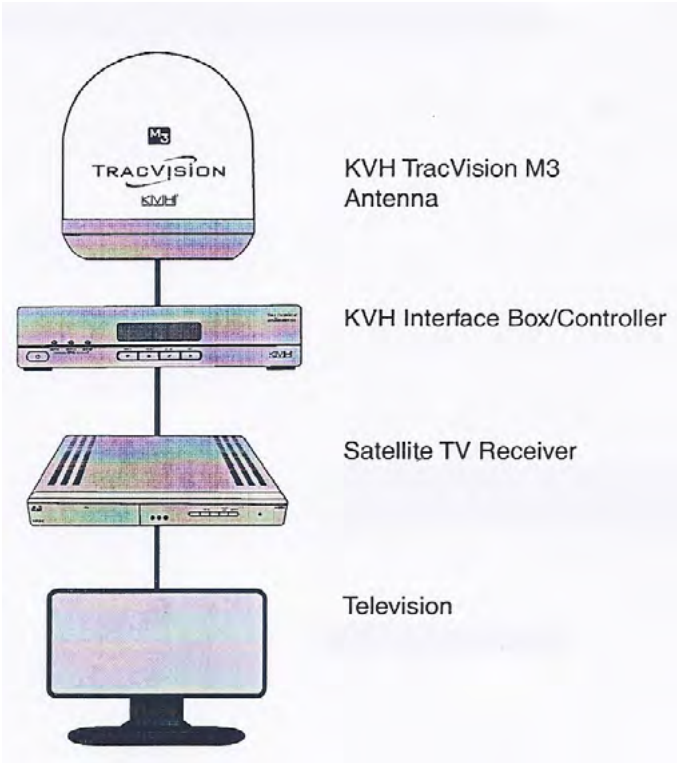 M3
TRACVISION
KVH
KVH TracVision M3
Antenna
KVH Interface Box/Controller
KVH
Satellite TV Receiver
Television